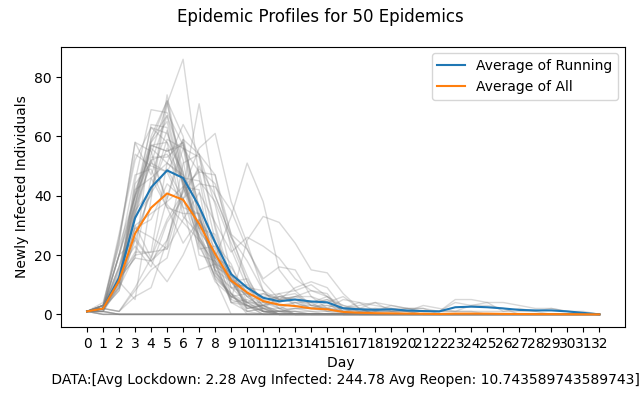 Epidemic Profiles for 50 Epidemics
Average of Running
Average of All
Newly Infected Individuals
80
60
40
20
0
0 1 2 3 4 5 6 7 8 9 10 11 12 13 14 15 16 17 18 19 20 21 22 23 24 25 26 27 28 29 30 31 32
Day
DATA:[Avg Lockdown: 2.28 Avg Infected: 244.78 Avg Reopen: 10.743589743589743]